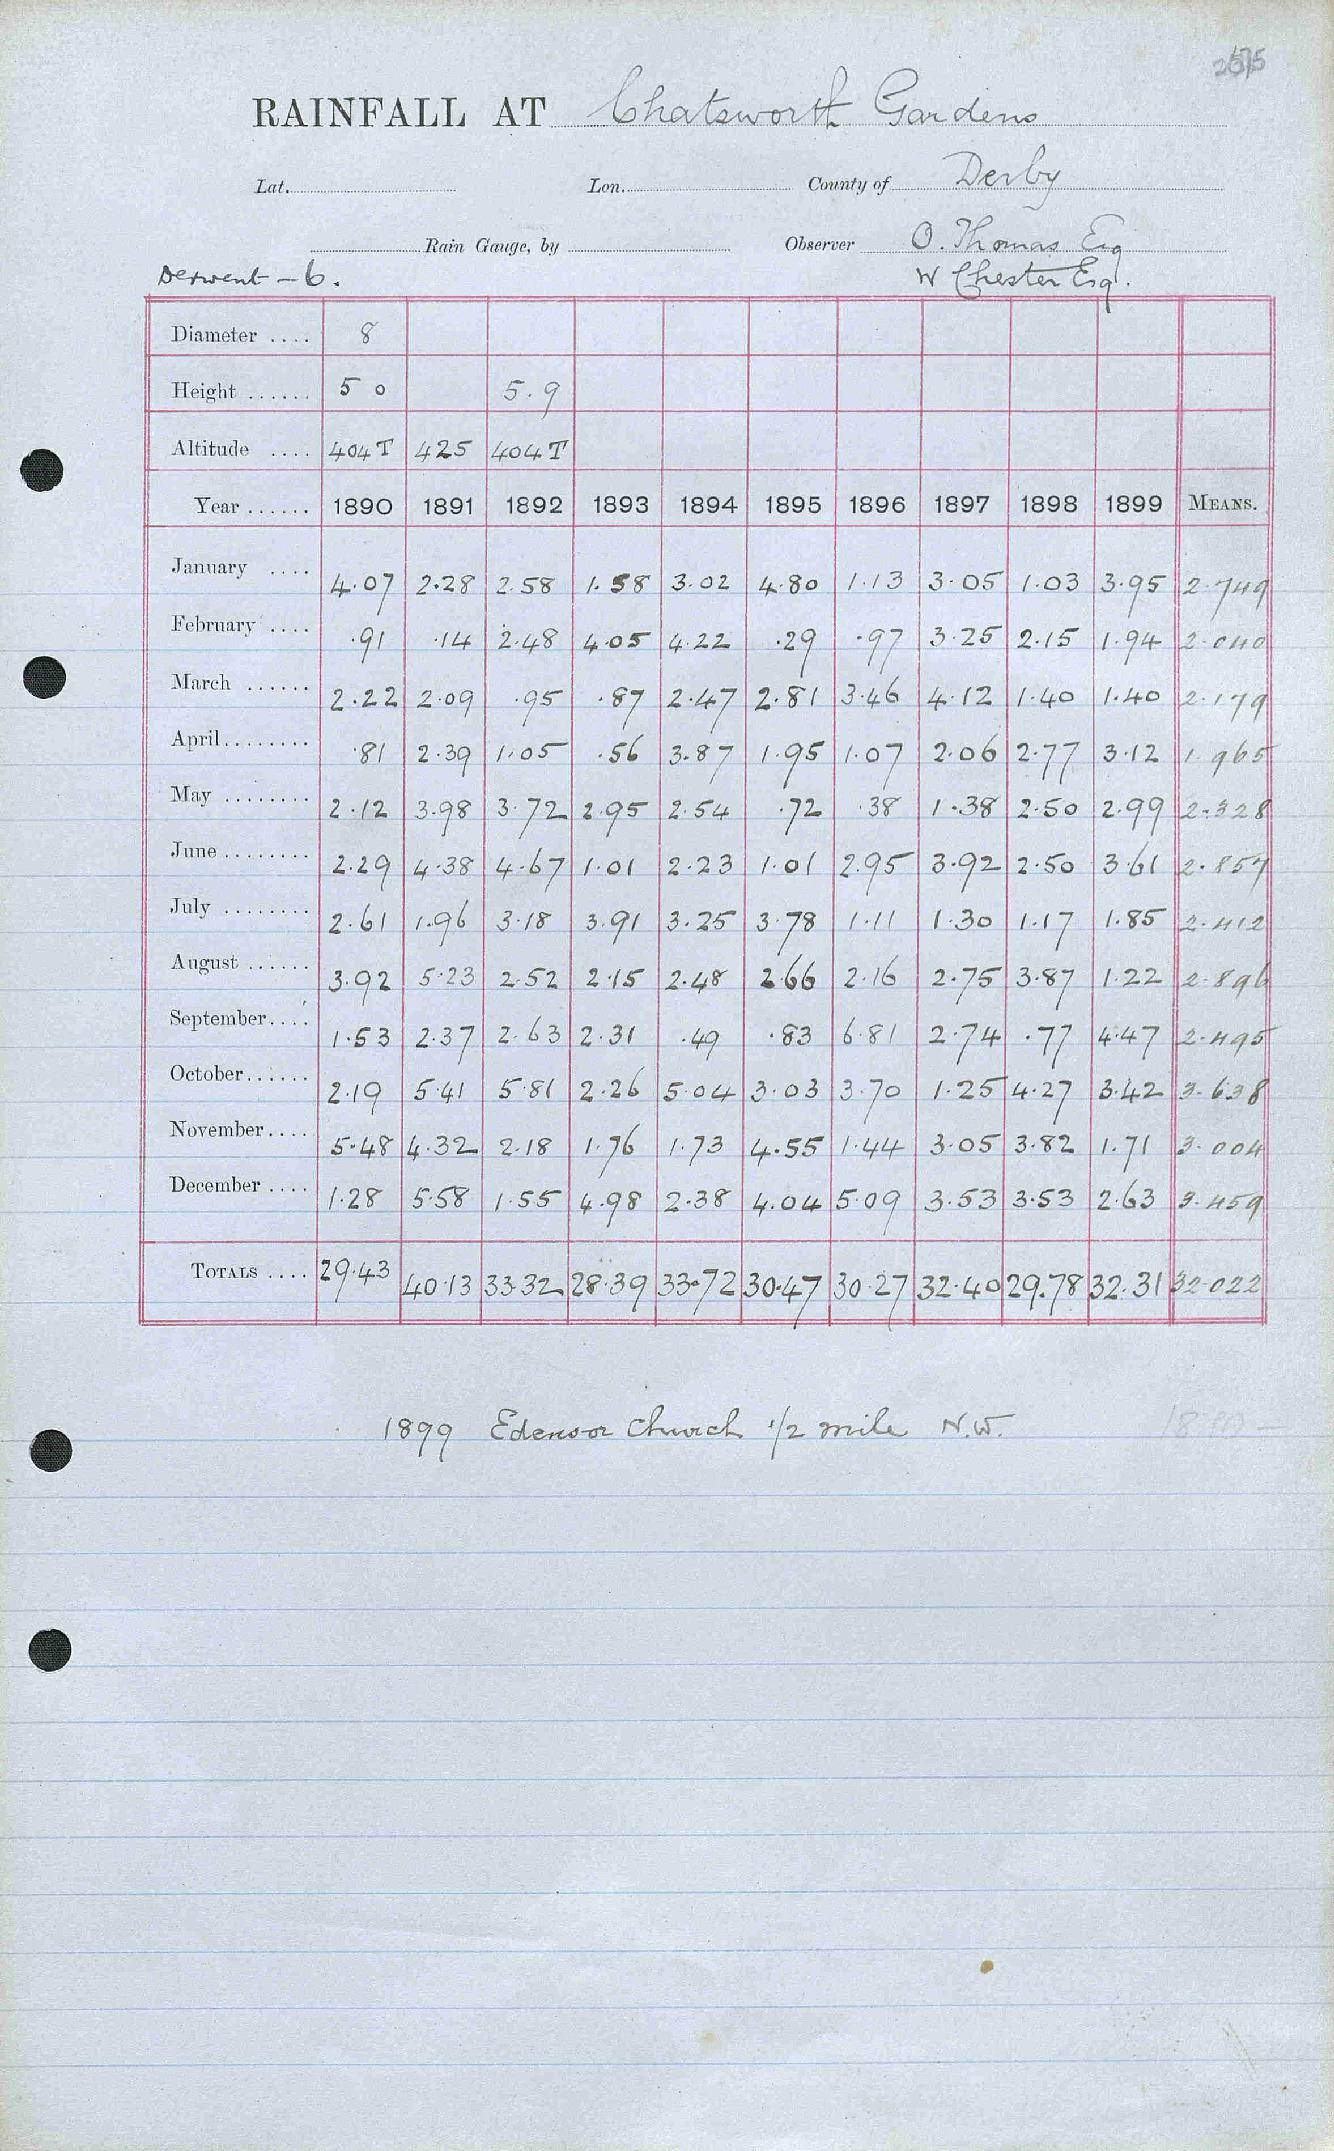 RAINFALL AT Chatsworth Gardens
Lat. Lon. County of Derby
Rain Gauge, by Observer O. Thomas Esq
Derwent - 6. W Chester Esq.
Diameter .... 8
Height ...... 5 0 5.9
Altitude .... 404T 425 404T
Year ...... 1890 1891 1892 1893 1894 1895 1896 1897 1898 1899 MEANS.
January .... 4.07 2.28 2.58 1.58 3.02 4.80 1.13 3.05 1.03 3.95 2.749
February .... .91 .14 2.48 4.05 4.22 .29 .97 3.25 2.15 1.94 2.040
March ...... 2.22 2.09 .95 .87 2.47 2.81 3.46 4.12 1.40 1.40 2.179
April........ .81 2.39 1.05 .56 3.87 1.95 1.07 2.06 2.77 3.12 1.965
May ........ 2.12 3.98 3.72 2.95 2.54 .72 .38 1.38 2.50 2.99 2.328
June ........ 2.29 4.38 4.67 1.01 2.23 1.01 2.95 3.92 2.50 3.61 2.857
July ........ 2.61 1.96 3.18 3.91 3.25 3.78 1.11 1.30 1.17 1.85 2.412
August ...... 3.92 5.23 2.52 2.15 2.48 2.66 2.16 2.75 3.87 1.22 2.896
September.... 1.53 2.37 2.63 2.31 .49 .83 6.81 2.74 .77 4.47 2.495
October...... 2.19 5.41 5.81 2.26 5.04 3.03 3.70 1.25 4.27 3.42 3.638
November.... 5.48 4.32 2.18 1.76 1.73 4.55 1.44 3.05 3.82 1.71 3.004
December .... 1.28 5.58 1.55 4.98 2.38 4.04 5.09 3.53 3.53 2.63 3.459
TOTALS .... 29.43 40.13 33.32 28.39 33.72 30.47 30.27 32.40 29.78 32.31 32.022
1899 Edensor Church 1/2 mile N.W.